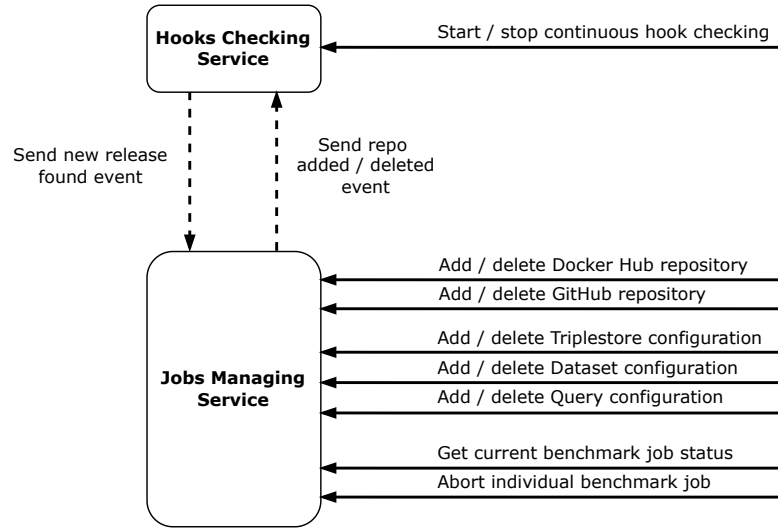 Hooks Checking
Service
Start / stop continuous hook checking
Send new release
found event
Send repo
added / deleted
event
Jobs Managing
Service
Add / delete Docker Hub repository
Add / delete GitHub repository
Add / delete Triplestore configuration
Add / delete Dataset configuration
Add / delete Query configuration
Get current benchmark job status
Abort individual benchmark job